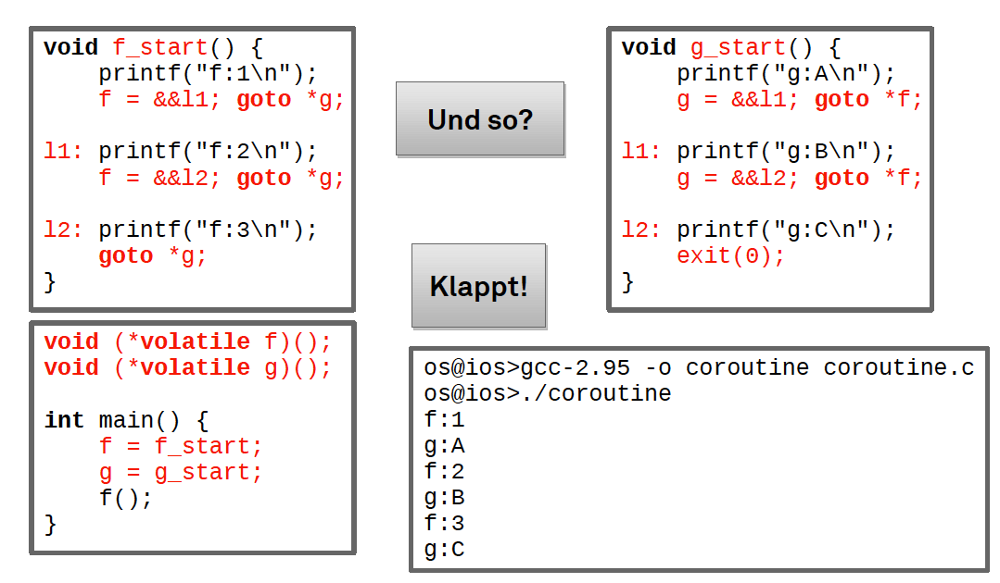 void f_start() {
    printf("f:1\n");
    f = &&l1; goto *g;

l1: printf("f:2\n");
    f = &&l2; goto *g;

l2: printf("f:3\n");
    goto *g;
}
Und so?
void g_start() {
    printf("g:A\n");
    g = &&l1; goto *f;

l1: printf("g:B\n");
    g = &&l2; goto *f;

l2: printf("g:C\n");
    exit(0);
}
Klappt!
void (*volatile f)();
void (*volatile g)();

int main() {
    f = f_start;
    g = g_start;
    f();
}
os@ios>gcc-2.95 -o coroutine coroutine.c
os@ios>./coroutine
f:1
g:A
f:2
g:B
f:3
g:C